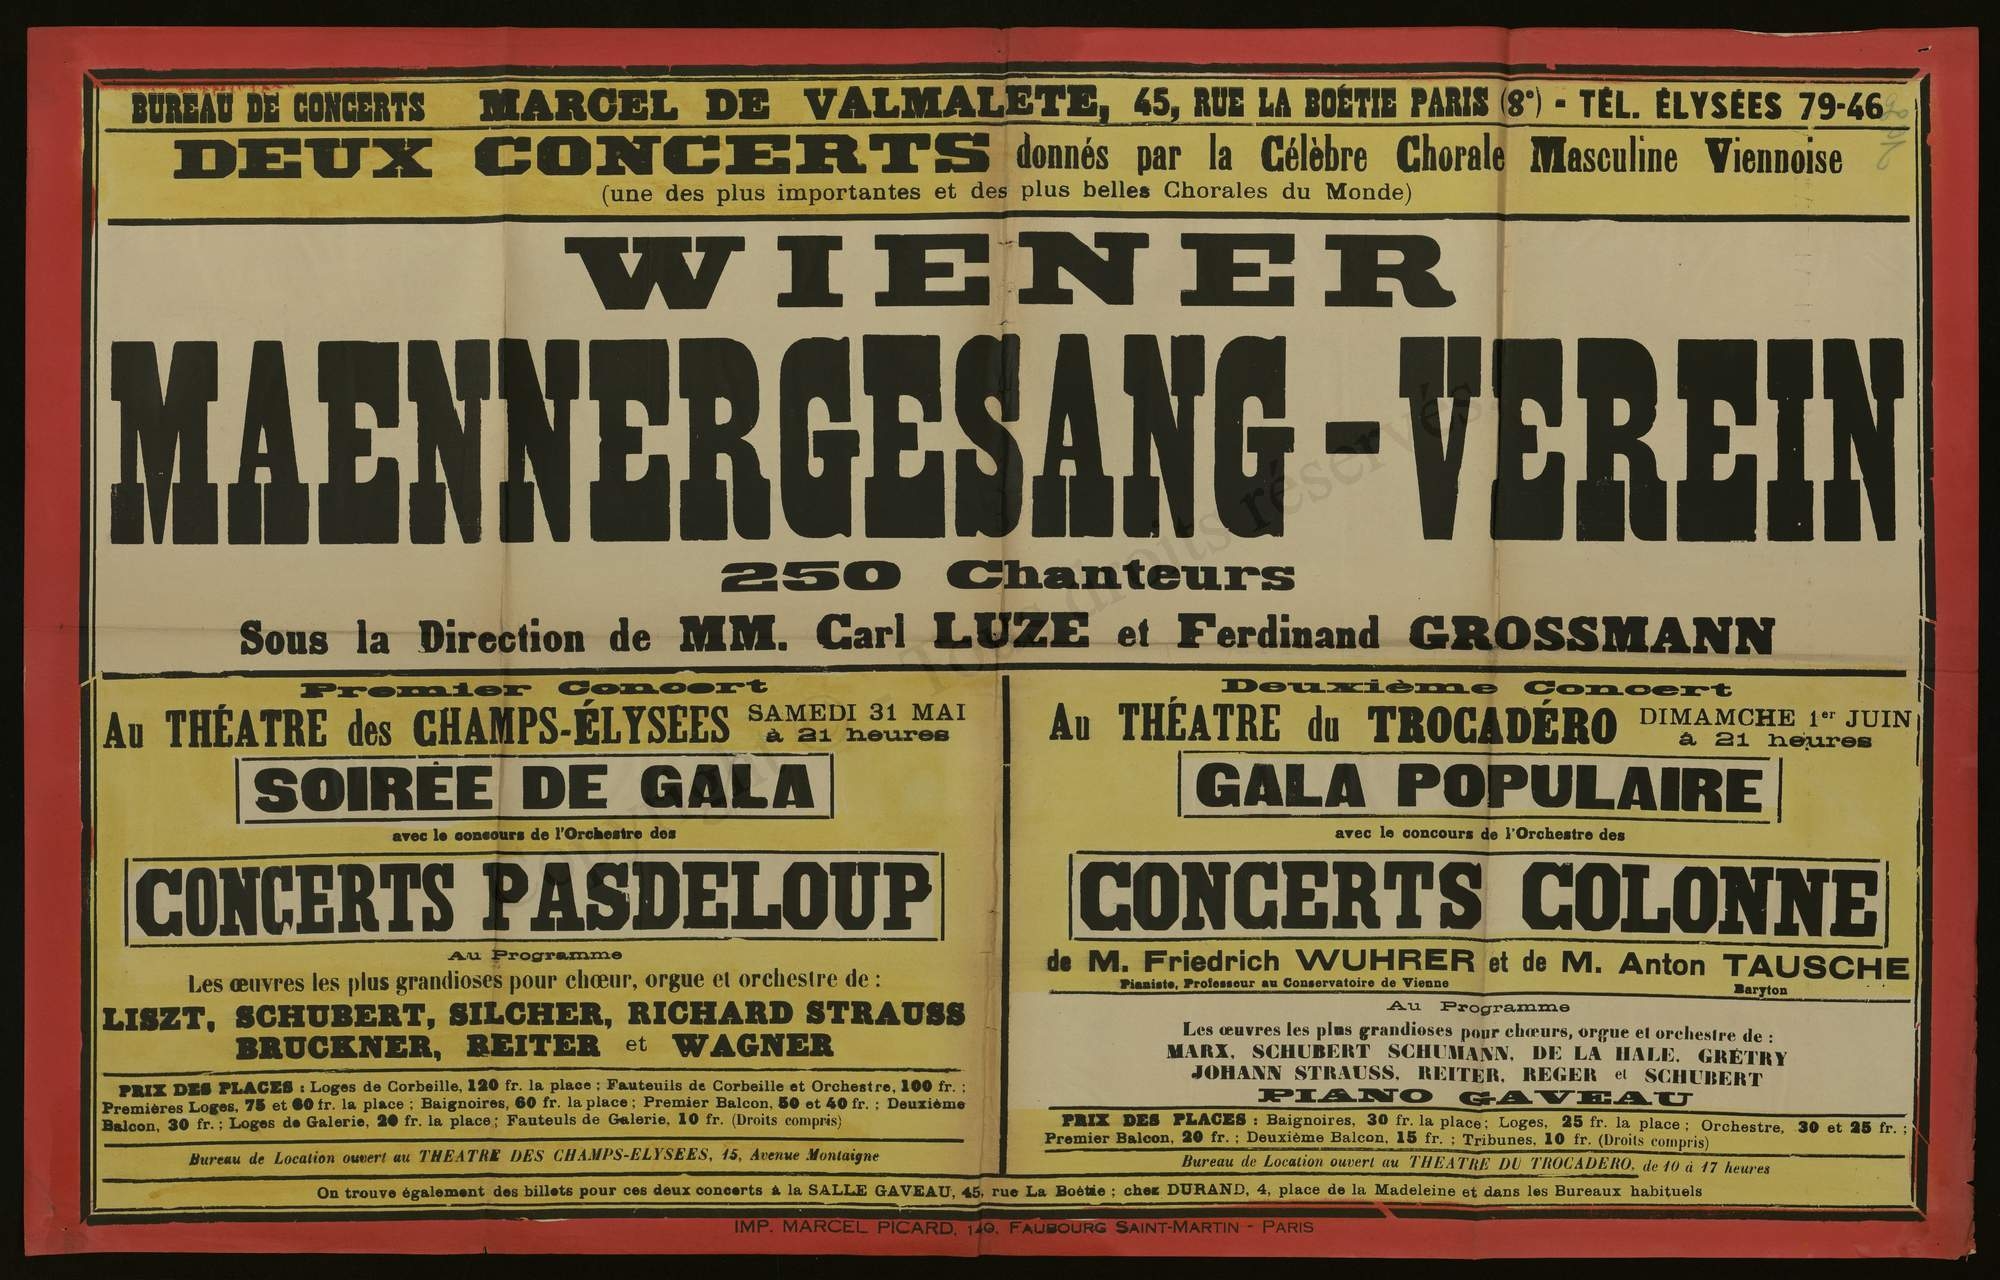 BUREAU DE CONCERTS MARCEL DE VALMALETE, 45, RUE LA BOÉTIE PARIS (8e) - TÉL. ÉLYSÉES 79-46
DEUX CONCERTS donnés par la Célèbre Chorale Masculine Viennoise
(une des plus importantes et des plus belles Chorales du Monde)
WIENER
MAENNERGESANG-VEREIN
250 Chanteurs
Sous la Direction de MM. Carl LUZE et Ferdinand GROSSMANN
Premier Concert
Au THÉATRE des CHAMPS-ÉLYSÉES SAMEDI 31 MAI
à 21 heures
SOIRÉE DE GALA
avec le concours de l'Orchestre des
CONCERTS PASDELOUP
Au Programme
Les œuvres les plus grandioses pour chœur, orgue et orchestre de :
LISZT, SCHUBERT, SILCHER, RICHARD STRAUSS
BRUCKNER, REITER et WAGNER
PRIX DES PLACES : Loges de Corbeille, 120 fr. la place ; Fauteuils de Corbeille et Orchestre, 100 fr. ;
Premières Loges, 75 et 60 fr. la place ; Baignoires, 60 fr. la place ; Premier Balcon, 50 et 40 fr. ; Deuxième
Balcon, 30 fr. ; Loges de Galerie, 20 fr. la place ; Fauteuls de Galerie, 10 fr. (Droits compris)
Bureau de Location ouvert au THEATRE DES CHAMPS-ELYSEES, 15, Avenue Montaigne
Deuxième Concert
Au THÉATRE du TROCADÉRO DIMAMCHE 1er JUIN
à 21 heures
GALA POPULAIRE
avec le concours de l'Orchestre des
CONCERTS COLONNE
de M. Friedrich WUHRER et de M. Anton TAUSCHE
Pianiste, Professeur au Conservatoire de Vienne Baryton
Au Programme
Les œuvres les plus grandioses pour chœurs, orgue et orchestre de :
MARX, SCHUBERT SCHUMANN, DE LA HALE, GRÉTRY
JOHANN STRAUSS, REITER, REGER et SCHUBERT
PIANO GAVEAU
PRIX DES PLACES : Baignoires, 30 fr. la place ; Loges, 25 fr. la place ; Orchestre, 30 et 25 fr. ;
Premier Balcon, 20 fr. ; Deuxième Balcon, 15 fr. ; Tribunes, 10 fr. (Droits compris)
Bureau de Location ouvert au THEATRE DU TROCADERO, de 10 à 17 heures
On trouve également des billets pour ces deux concerts à la SALLE GAVEAU, 45, rue La Boëtie ; chez DURAND, 4, place de la Madeleine et dans les Bureaux habituels
IMP. MARCEL PICARD, 140, FAUBOURG SAINT-MARTIN - PARIS
Copyright © - Tous droits réservés.